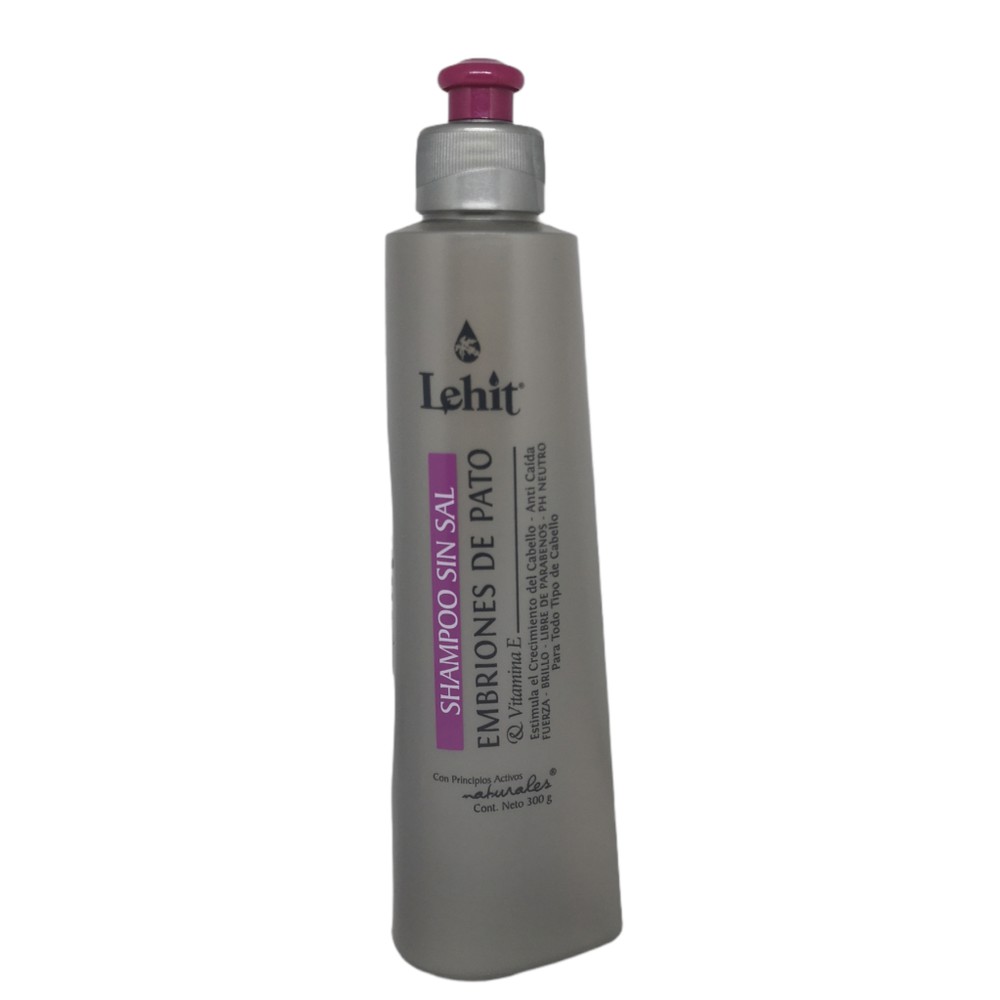 Lehit®
SHAMPOO SIN SAL
EMBRIONES DE PATO
& Vitamina E
Estimula el Crecimiento del Cabello - Anti Caída
FUERZA - BRILLO - LIBRE DE PARABENOS - PH NEUTRO
Para Todo Tipo de Cabello
Con Principios Activos
naturales®
Cont. Neto 300 g